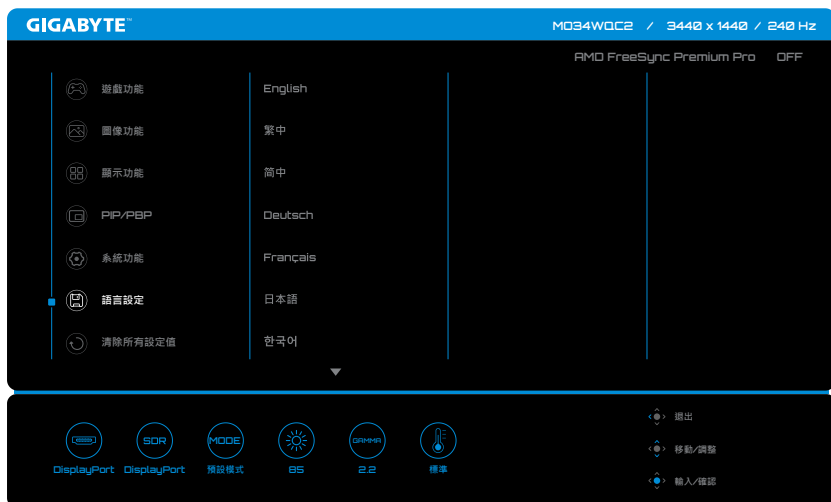 GIGABYTE™ MO34WQC2 / 3440 x 1440 / 240 Hz
AMD FreeSync Premium Pro OFF
遊戲功能 English
圖像功能 繁中
顯示功能 简中
PIP/PBP Deutsch
系統功能 Français
語言設定 日本語
清除所有設定值 한국어
退出
SDR MODE GAMMA
移動/調整
DisplayPort DisplayPort 預設模式 85 2.2 標準
輸入/確認